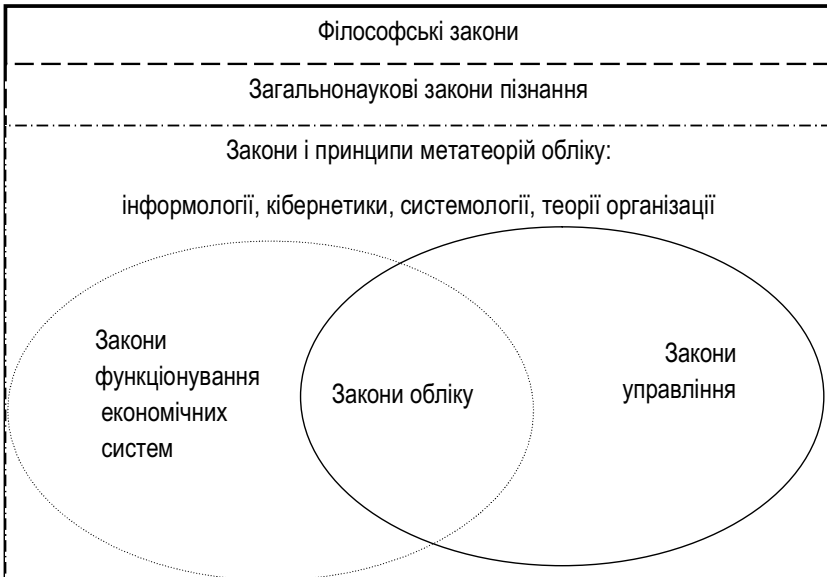 Філософські закони
Загальнонаукові закони пізнання
Закони і принципи метатеорій обліку:
інформології, кібернетики, системології, теорії організації
Закони
функціонування
економічних
систем
Закони обліку
Закони
управління